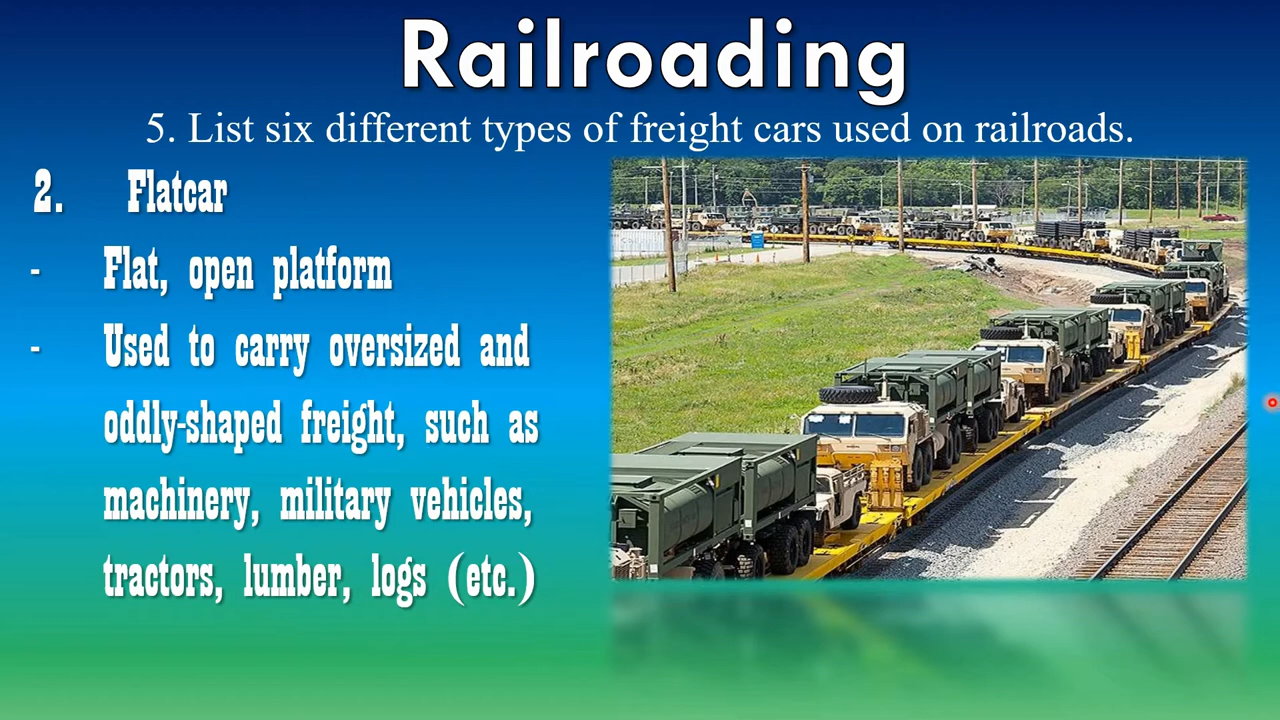 Railroading
5. List six different types of freight cars used on railroads.
2. Flatcar
- Flat, open platform
- Used to carry oversized and
oddly-shaped freight, such as
machinery, military vehicles,
tractors, lumber, logs (etc.)